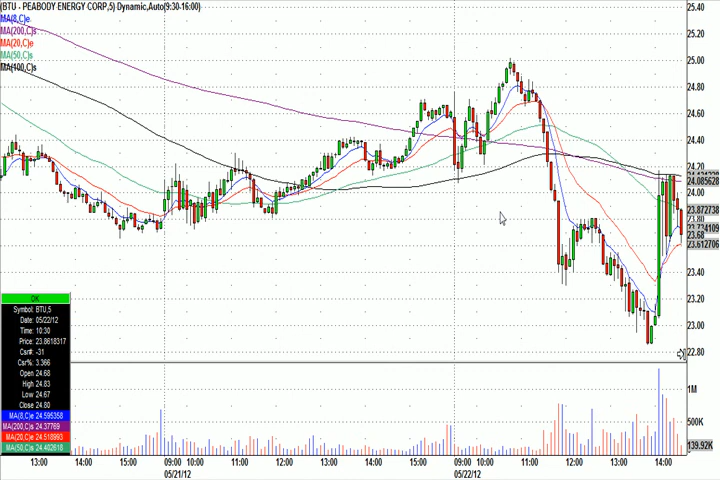 (BTU - PEABODY ENERGY CORP,5) Dynamic,Auto(9:30-16:00)
MA(8,C)e
MA(200,C)s
MA(20,C)e
MA(50,C)s
MA(100,C)s
25.40
25.20
25.00
24.80
24.60
24.40
24.20
24.085628
24.00
23.872738
23.80
23.724109
23.68
23.612706
23.40
23.20
23.00
22.80
1M
500K
139.92K
OK
Symbol: BTU,5
Date: 05/22/12
Time: 10:30
Price: 23.8618317
Csr#: -31
Csr%: 3.366
Open 24.68
High 24.83
Low 24.67
Close 24.80
MA(8,C)e 24.595358
MA(200,C)s 24.37769
MA(20,C)e 24.518993
MA(50,C)s 24.402618
13:00 14:00 15:00 09:00 10:00 11:00 12:00 13:00 14:00 15:00 09:00 10:00 11:00 12:00 13:00 14:00
05/21/12 05/22/12